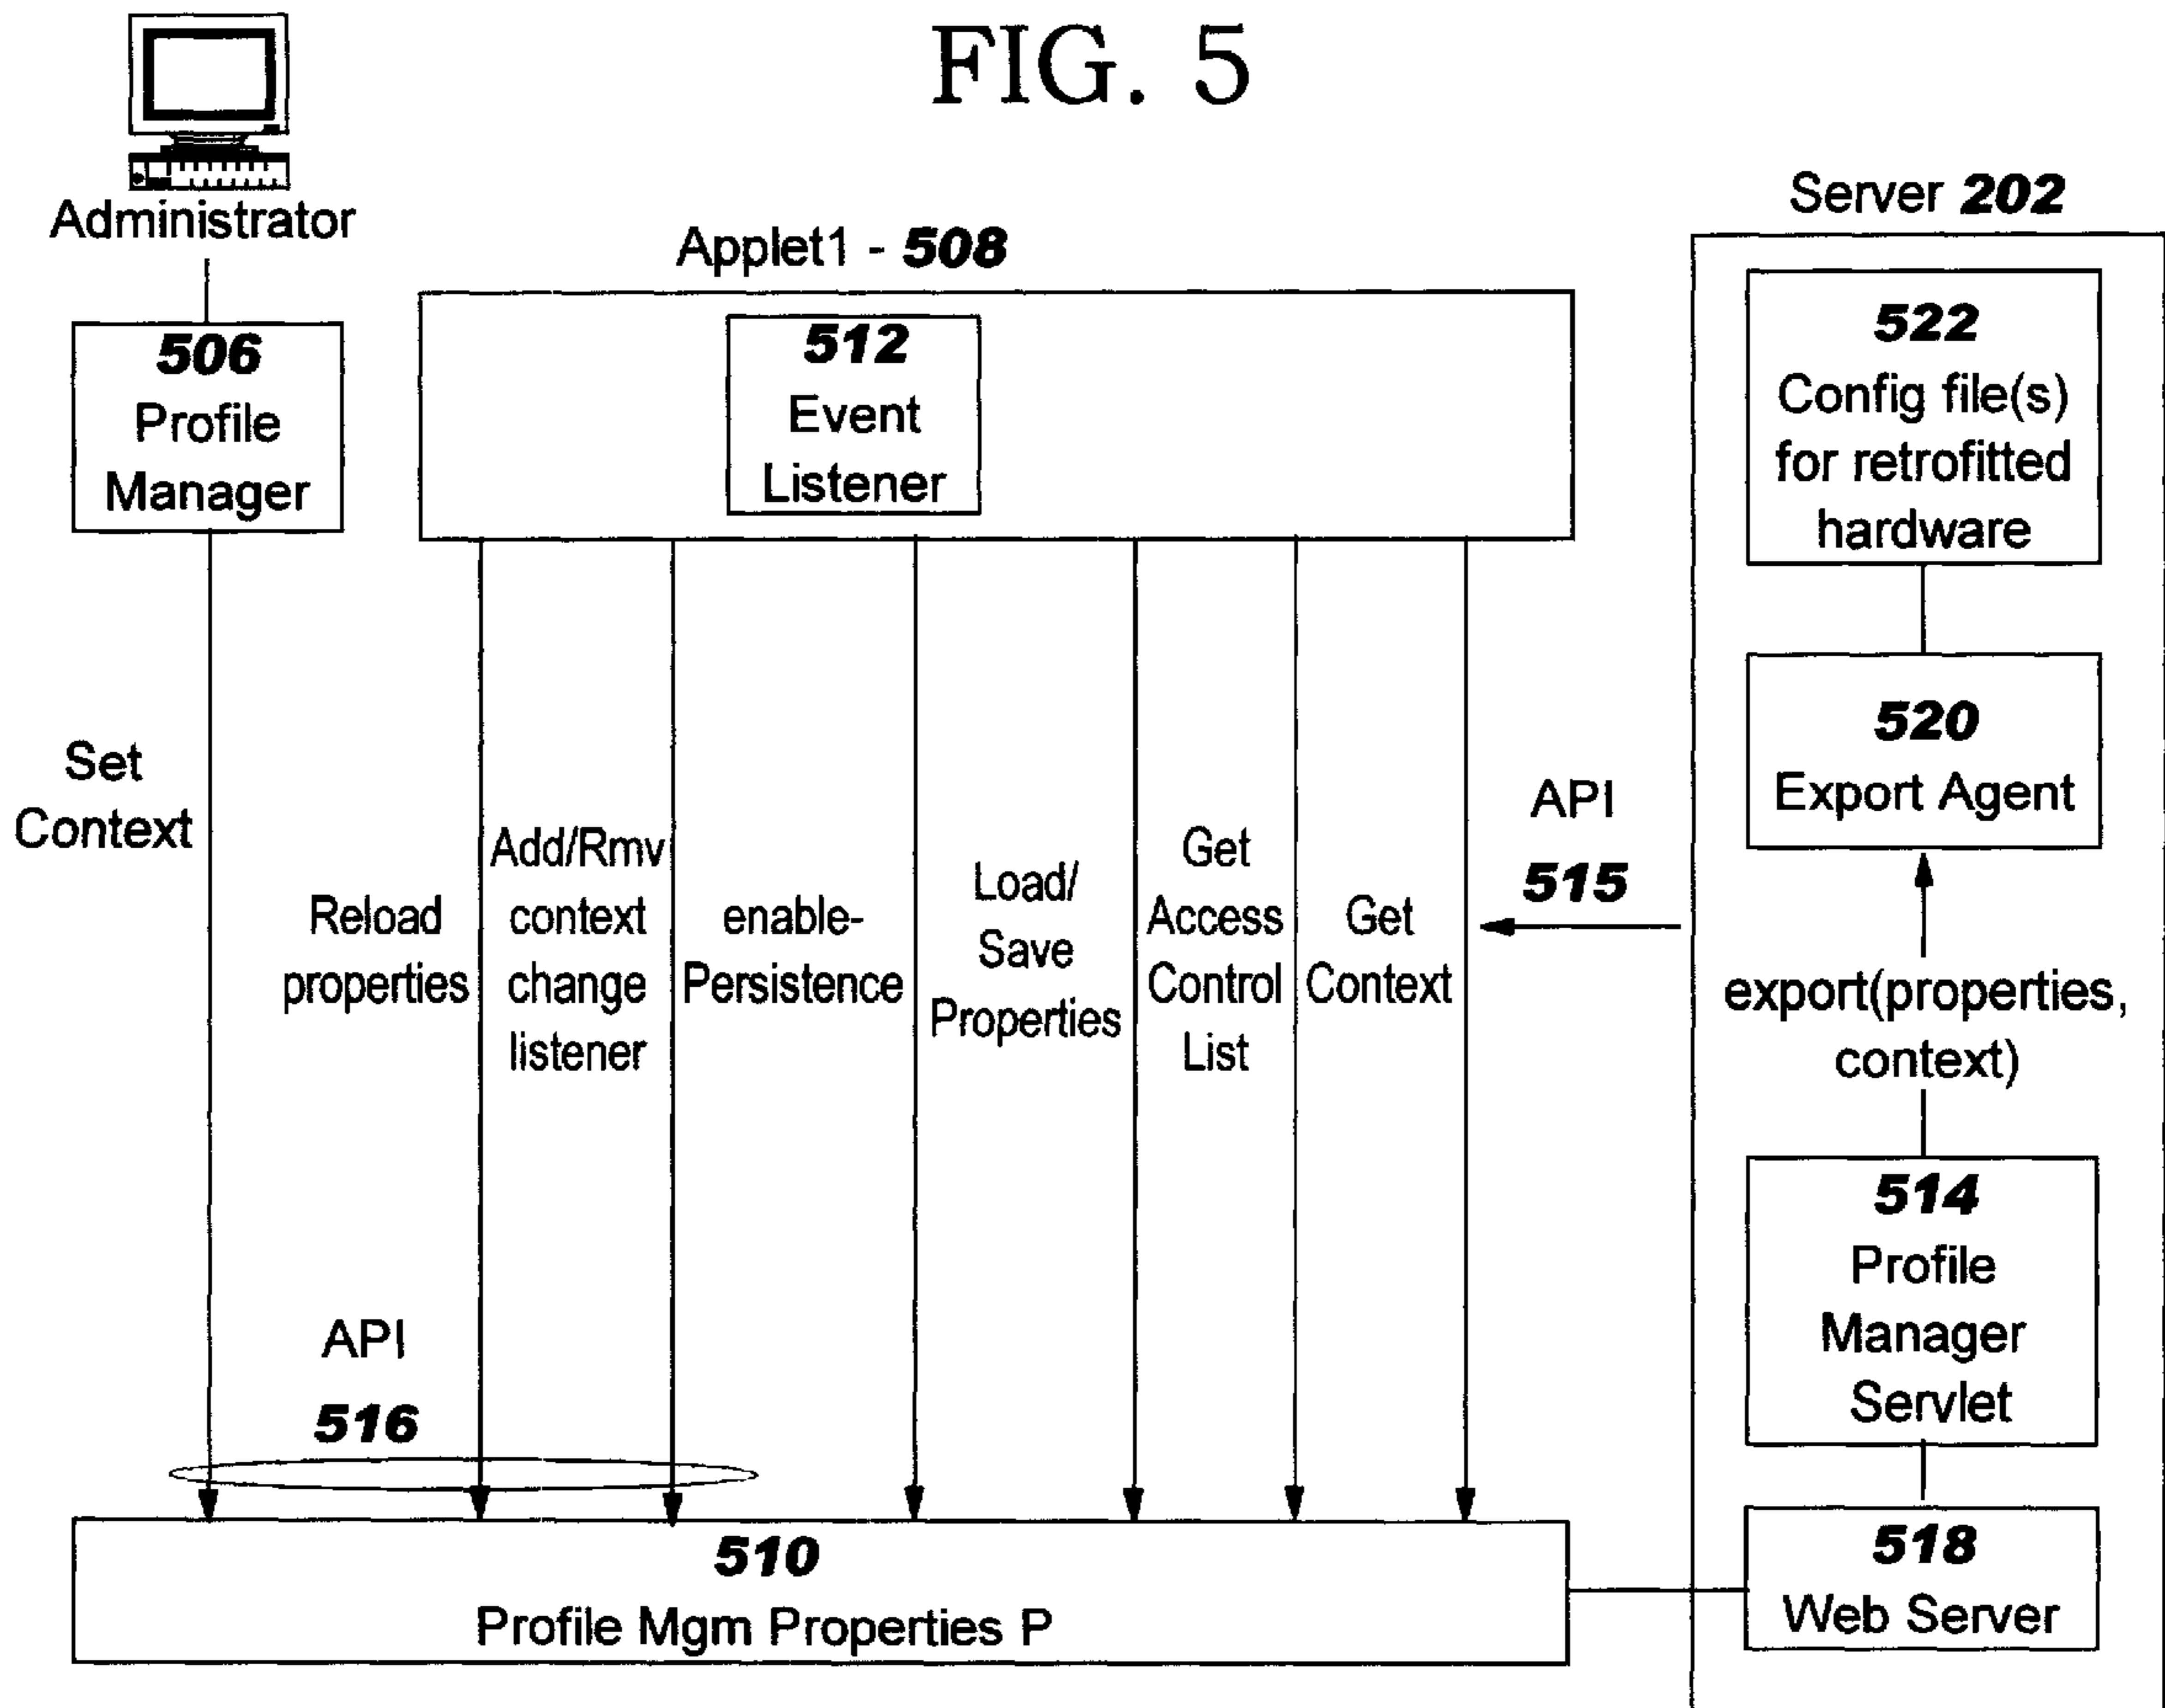 FIG. 5
Administrator
Server 202
Applet1 - 508
506
Profile
Manager
512
Event
Listener
522
Config file(s)
for retrofitted
hardware
520
Export Agent
Set
Context
Reload
properties
Add/Rmv
context
change
listener
enable-
Persistence
Load/
Save
Properties
Get
Access
Control
List
Get
Context
API
515
export(properties,
context)
514
Profile
Manager
Servlet
API
516
510
Profile Mgm Properties P
518
Web Server